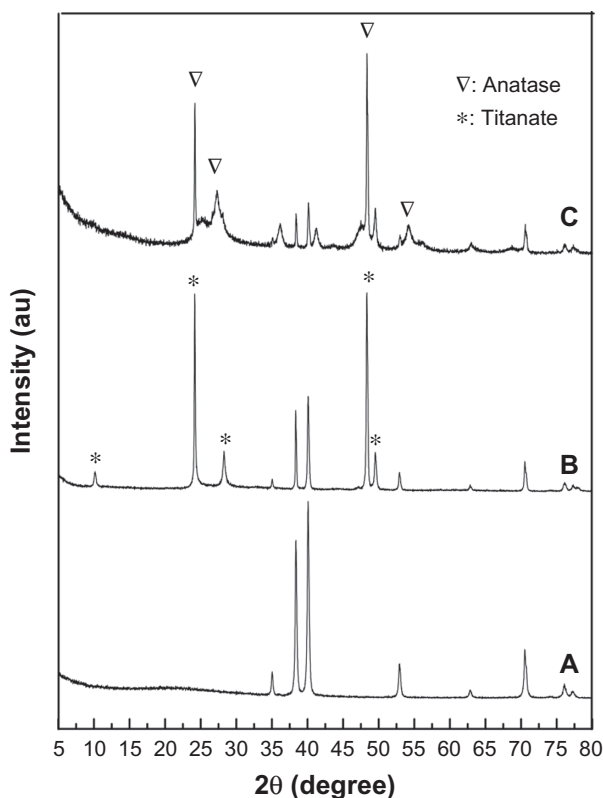 ∇: Anatase
*: Titanate
∇
∇
∇
∇
C
*
*
*
*
*
B
A
Intensity (au)
5 10 15 20 25 30 35 40 45 50 55 60 65 70 75 80
2θ (degree)